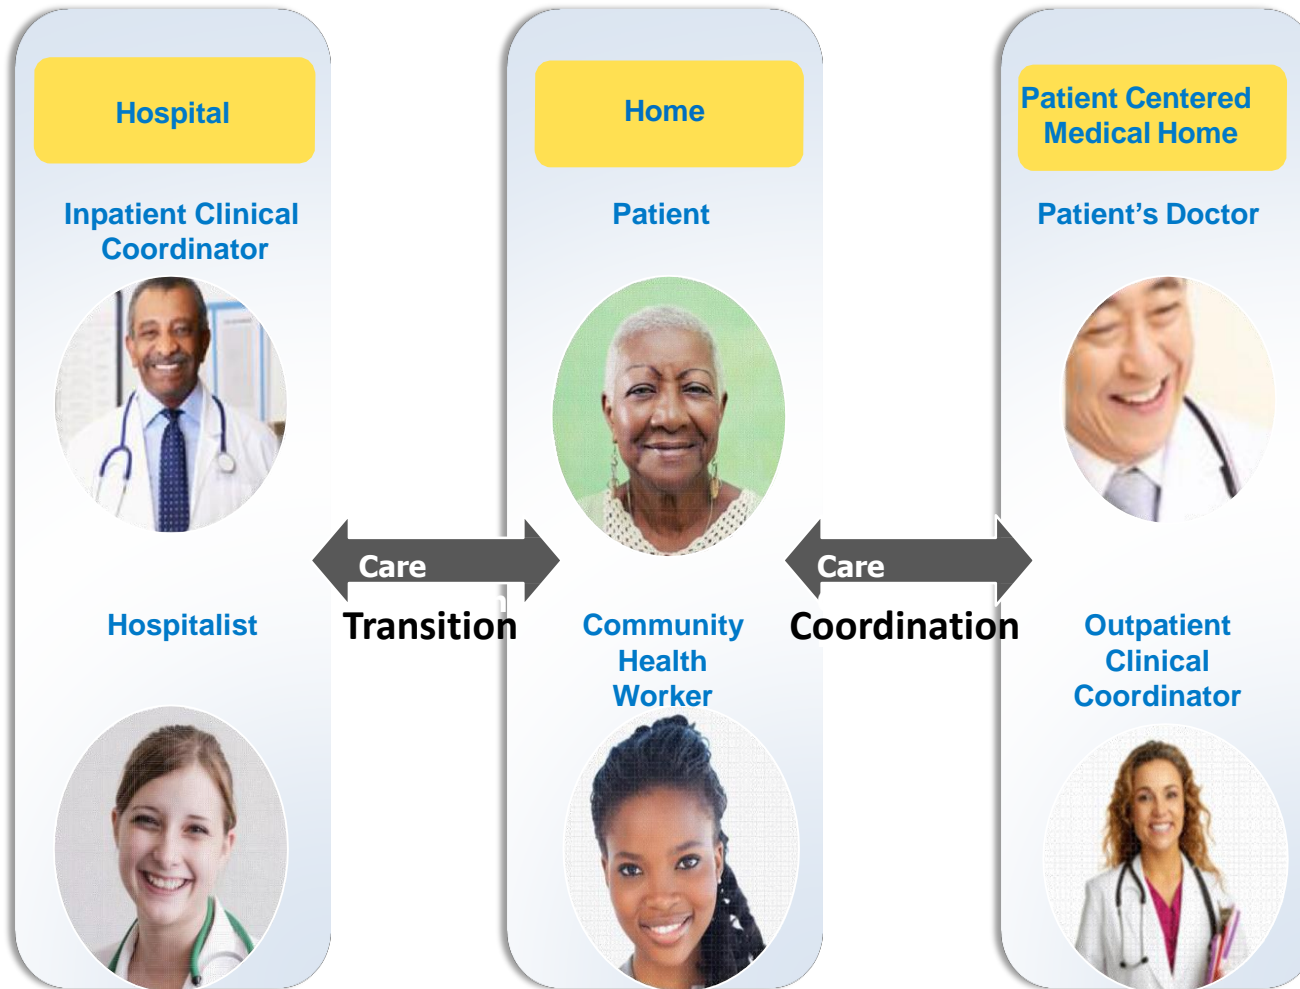 Hospital
Inpatient Clinical
Coordinator
Hospitalist
Care
Transition
Home
Patient
Community
Health
Worker
Care
Coordination
Patient Centered
Medical Home
Patient's Doctor
Outpatient
Clinical
Coordinator